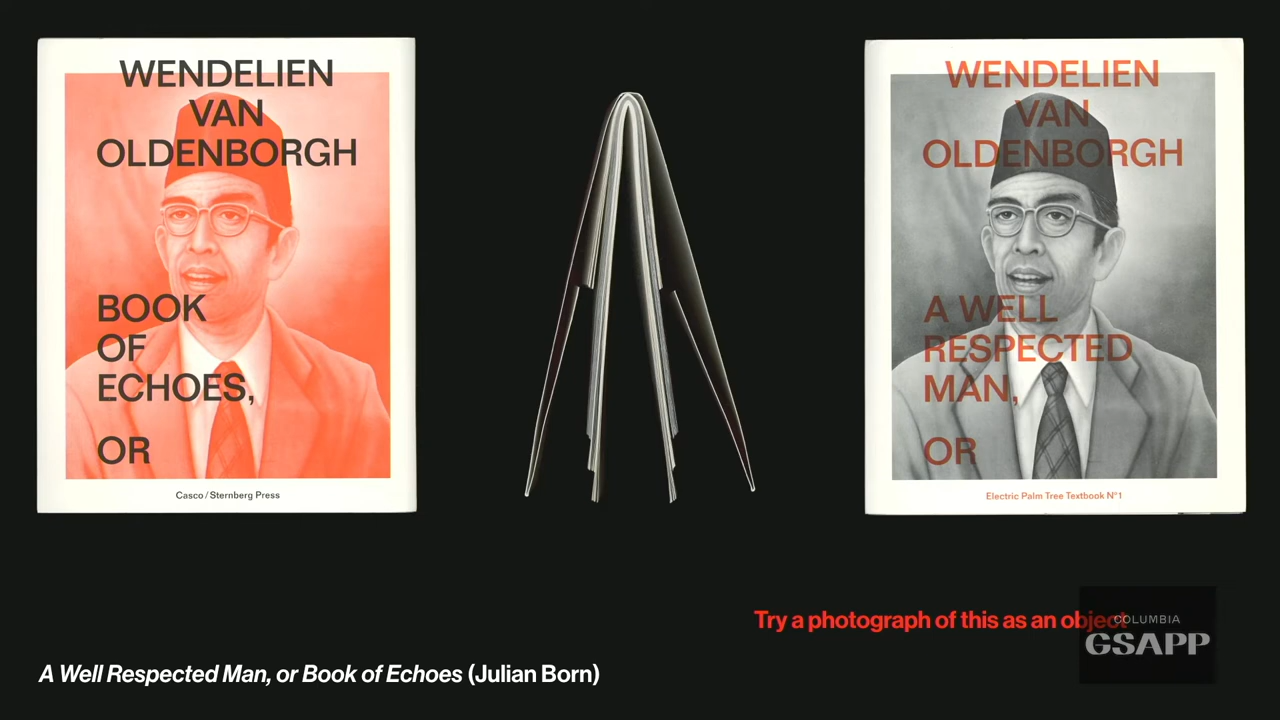 WENDELIEN
VAN
OLDENBORGH
BOOK
OF
ECHOES,
OR
Casco / Sternberg Press
WENDELIEN
VAN
OLDENBORGH
A WELL
RESPECTED
MAN,
OR
Electric Palm Tree Textbook N°1
Try a photograph of this as an object
COLUMBIA
GSAPP
A Well Respected Man, or Book of Echoes (Julian Born)